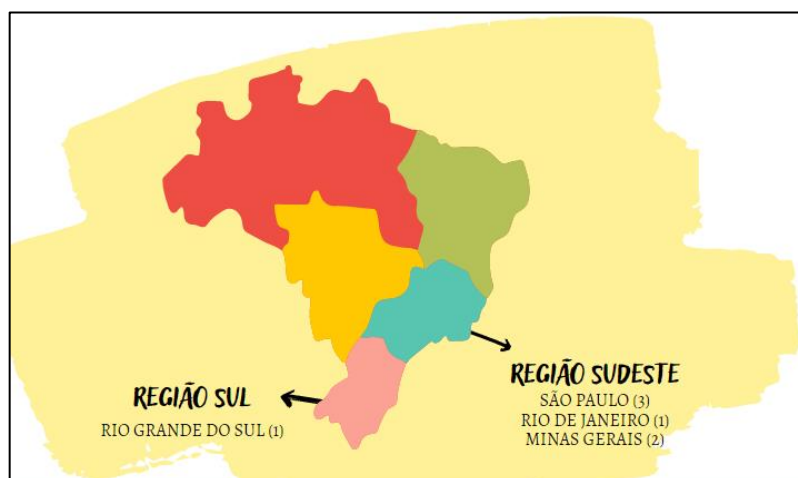 REGIÃO SUL
RIO GRANDE DO SUL (1)
REGIÃO SUDESTE
SÃO PAULO (3)
RIO DE JANEIRO (1)
MINAS GERAIS (2)